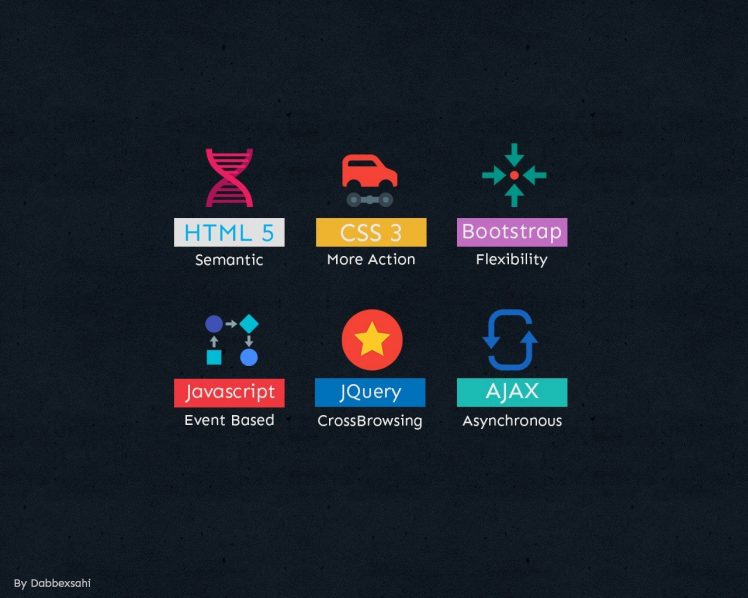 HTML 5
Semantic
CSS 3
More Action
Bootstrap
Flexibility
Javascript
Event Based
JQuery
CrossBrowsing
AJAX
Asynchronous
By Dabbexsahi